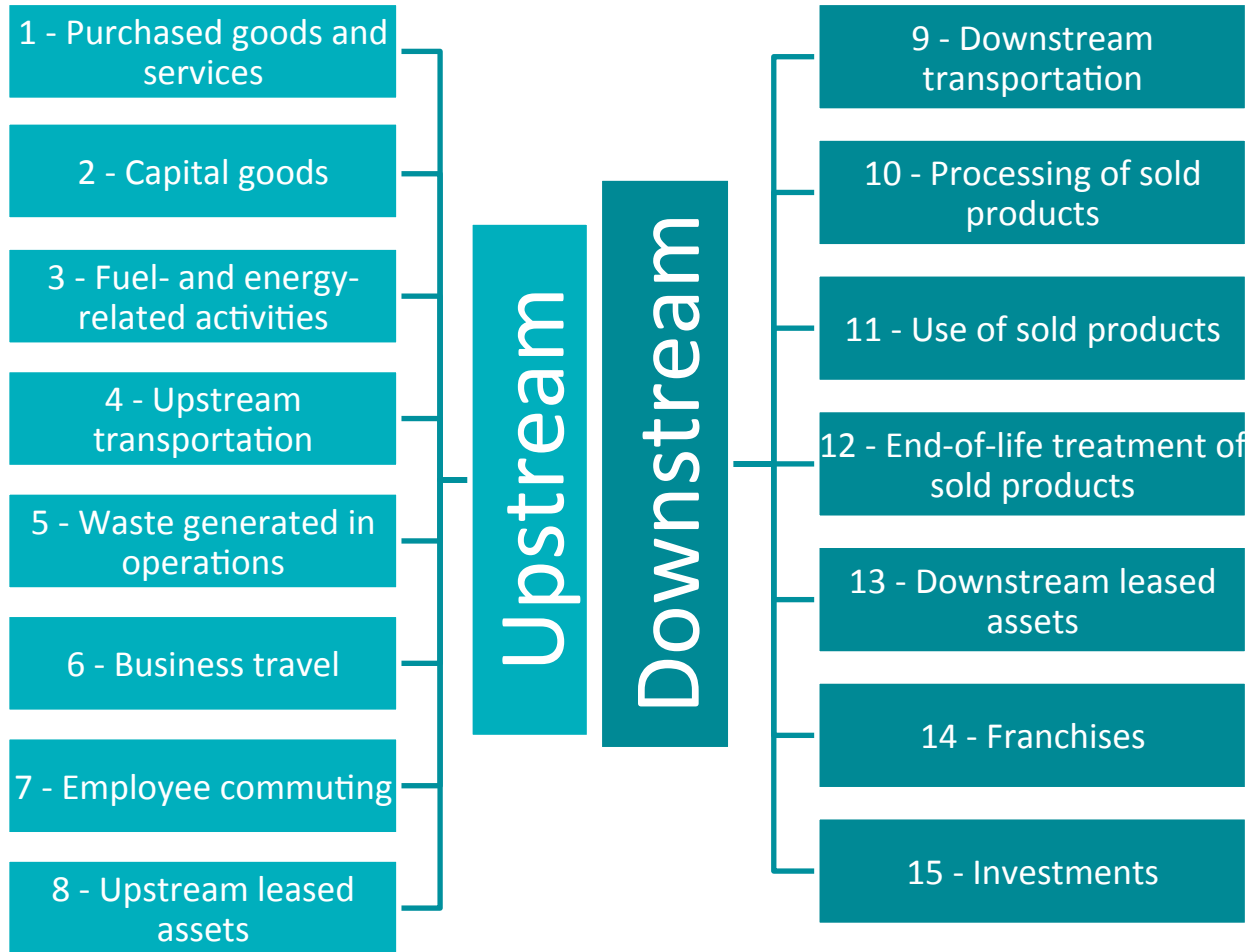 1 - Purchased goods and
services
2 - Capital goods
3 - Fuel- and energy-
related activities
4 - Upstream
transportation
5 - Waste generated in
operations
6 - Business travel
7 - Employee commuting
8 - Upstream leased
assets
Upstream
Downstream
9 - Downstream
transportation
10 - Processing of sold
products
11 - Use of sold products
12 - End-of-life treatment of
sold products
13 - Downstream leased
assets
14 - Franchises
15 - Investments